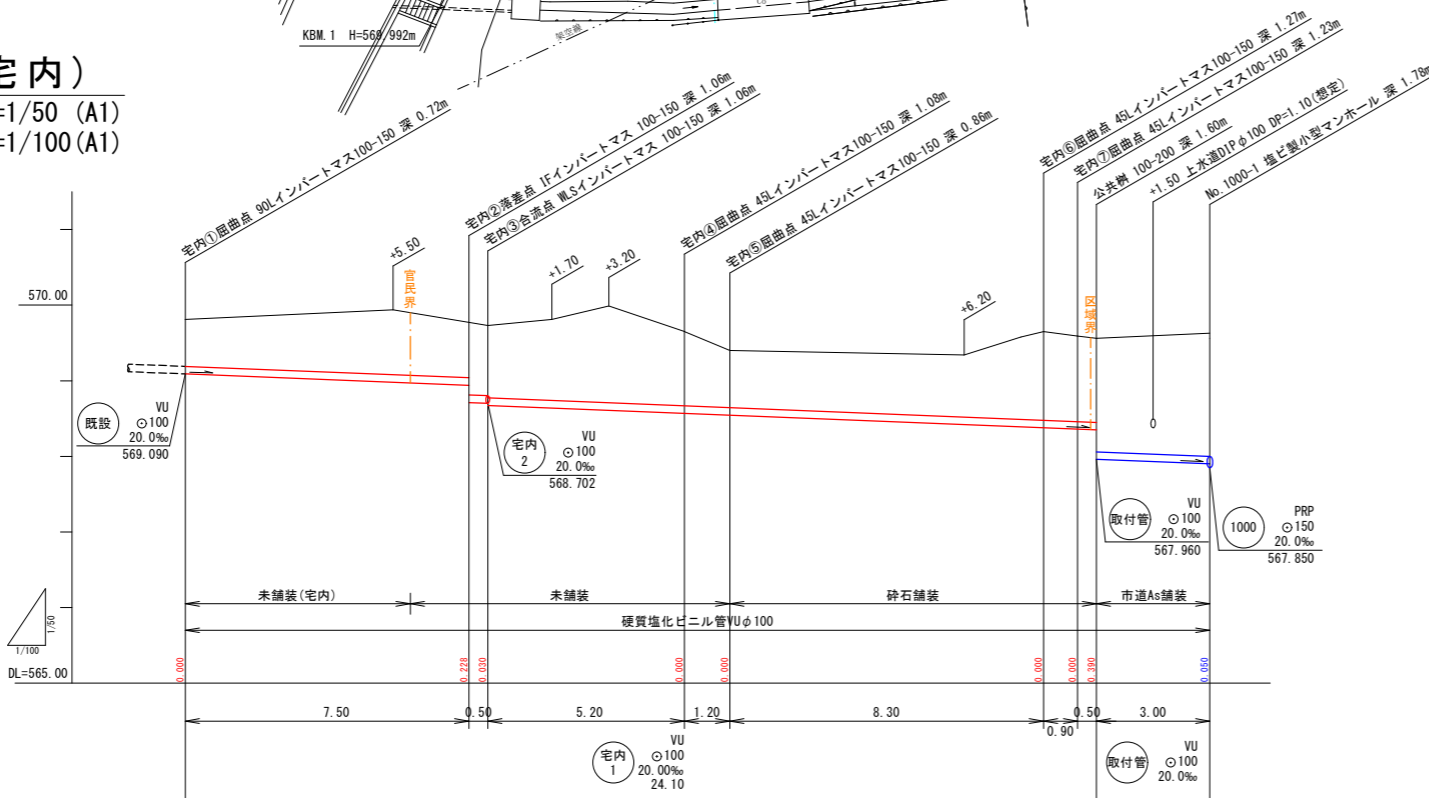 KBM.1 H=568.992m
架空線
宅内)
=1/50 (A1)
=1/100(A1)
宅内①屈曲点 90Lインバートマス100-150 深 0.72m
宅内②落差点 IFインバートマス 100-150 深 1.06m
宅内③合流点 WLSインバートマス 100-150 深 1.06m
宅内④屈曲点 45Lインバートマス100-150 深 1.08m
宅内⑤屈曲点 45Lインバートマス100-150 深 0.86m
宅内⑥屈曲点 45Lインバートマス100-150 深 1.27m
宅内⑦屈曲点 45Lインバートマス100-150 深 1.23m
公共桝 100-200 深 1.60m
+1.50 上水道DIPφ100 DP=1.10(想定)
No.1000-1 塩ビ製小型マンホール 深 1.78m
+5.50
官民界
+1.70
+3.20
+6.20
区域界
570.00
既設
VU
⊙100
20.0‰
569.090
宅内
2
VU
⊙100
20.0‰
568.702
取付管
VU
⊙100
20.0‰
567.960
1000
PRP
⊙150
20.0‰
567.850
未舗装(宅内)
未舗装
砕石舗装
市道As舗装
硬質塩化ビニル管VUφ100
1/50
1/100
DL=565.00
0.000
0.228
0.030
0.000
0.000
0.000
0.000
0.390
0.050
7.50
0.50
5.20
1.20
8.30
0.90
0.50
3.00
宅内
1
VU
⊙100
20.00‰
24.10
取付管
VU
⊙100
20.0‰